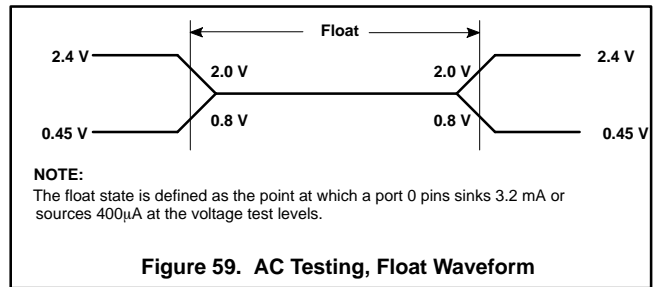 Float
2.4 V
2.0 V
2.0 V
2.4 V
0.45 V
0.8 V
0.8 V
0.45 V
NOTE:
The float state is defined as the point at which a port 0 pins sinks 3.2 mA or
sources 400µA at the voltage test levels.
Figure 59. AC Testing, Float Waveform